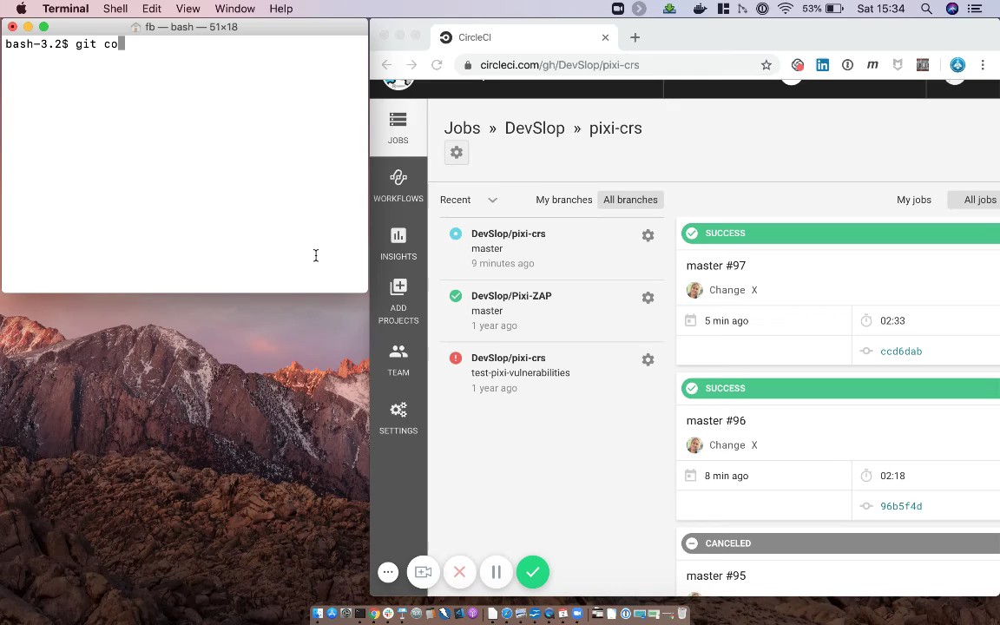 Terminal Shell Edit View Window Help 53% Sat 15:34
fb — bash — 51×18
bash-3.2$ git co
CircleCI
circleci.com/gh/DevSlop/pixi-crs
JOBS
WORKFLOWS
INSIGHTS
ADD
PROJECTS
TEAM
SETTINGS
Jobs » DevSlop » pixi-crs
Recent My branches All branches
My jobs All jobs
DevSlop/pixi-crs
master
9 minutes ago
DevSlop/Pixi-ZAP
master
1 year ago
DevSlop/pixi-crs
test-pixi-vulnerabilities
1 year ago
SUCCESS
master #97
Change X
5 min ago 02:33
ccd6dab
SUCCESS
master #96
Change X
8 min ago 02:18
96b5f4d
CANCELED
master #95